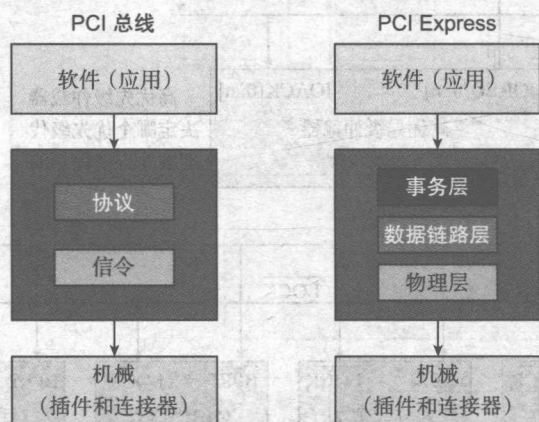 PCI 总线
PCI Express
软件（应用）
软件（应用）
协议
信令
事务层
数据链路层
物理层
机械
（插件和连接器）
机械
（插件和连接器）